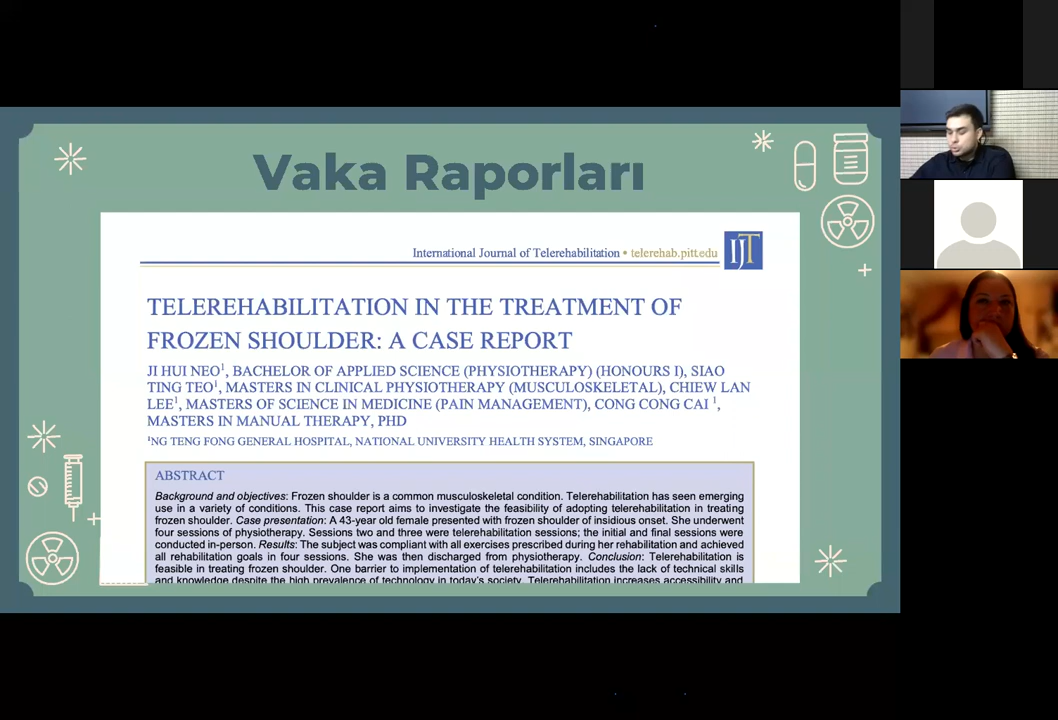 Vaka Raporları
International Journal of Telerehabilitation • telerehab.pitt.edu
IJT
TELEREHABILITATION IN THE TREATMENT OF
FROZEN SHOULDER: A CASE REPORT
JI HUI NEO¹, BACHELOR OF APPLIED SCIENCE (PHYSIOTHERAPY) (HONOURS I), SIAO
TING TEO¹, MASTERS IN CLINICAL PHYSIOTHERAPY (MUSCULOSKELETAL), CHIEW LAN
LEE¹, MASTERS OF SCIENCE IN MEDICINE (PAIN MANAGEMENT), CONG CONG CAI ¹,
MASTERS IN MANUAL THERAPY, PHD
¹NG TENG FONG GENERAL HOSPITAL, NATIONAL UNIVERSITY HEALTH SYSTEM, SINGAPORE
ABSTRACT
Background and objectives: Frozen shoulder is a common musculoskeletal condition. Telerehabilitation has seen emerging
use in a variety of conditions. This case report aims to investigate the feasibility of adopting telerehabilitation in treating
frozen shoulder. Case presentation: A 43-year old female presented with frozen shoulder of insidious onset. She underwent
four sessions of physiotherapy. Sessions two and three were telerehabilitation sessions; the initial and final sessions were
conducted in-person. Results: The subject was compliant with all exercises prescribed during her rehabilitation and achieved
all rehabilitation goals in four sessions. She was then discharged from physiotherapy. Conclusion: Telerehabilitation is
feasible in treating frozen shoulder. One barrier to implementation of telerehabilitation includes the lack of technical skills
and knowledge despite the high prevalence of technology in today's society. Telerehabilitation increases accessibility and